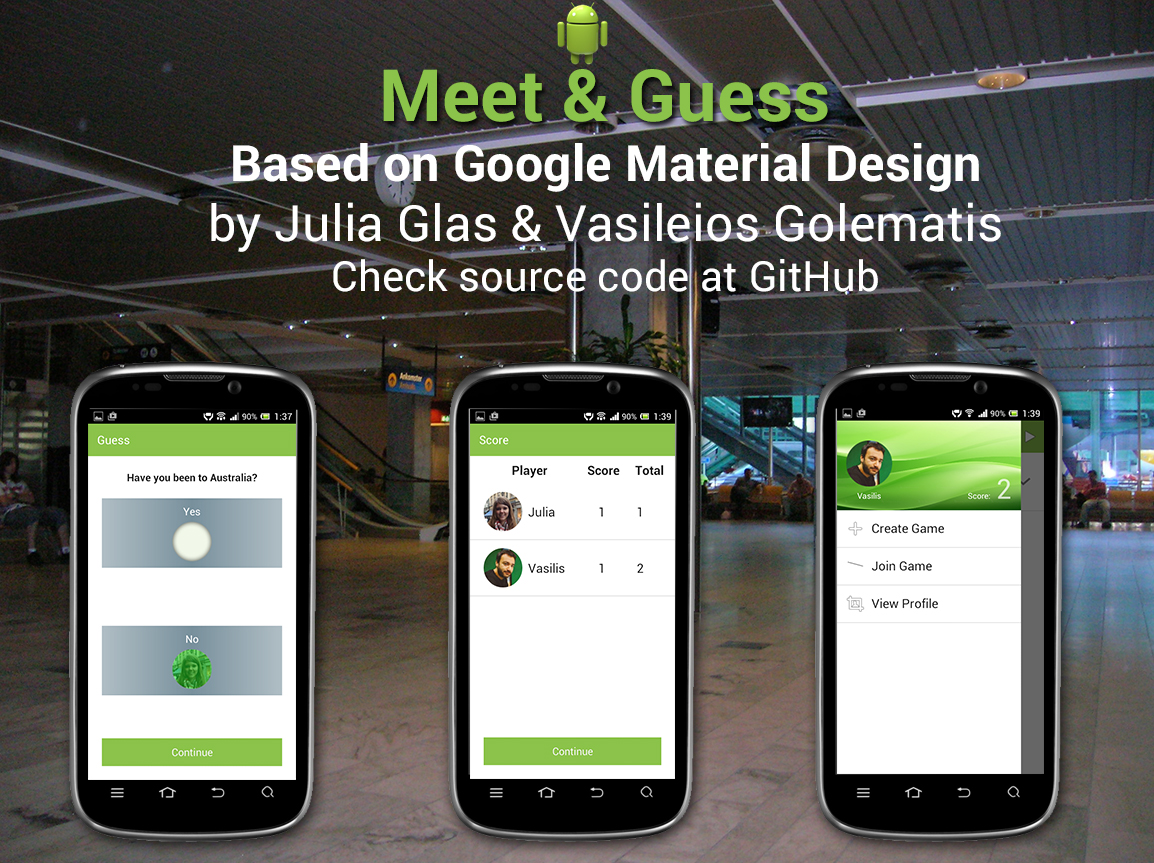 Meet & Guess
Based on Google Material Design
by Julia Glas & Vasileios Golematis
Check source code at GitHub
90% 1:37
Guess
Have you been to Australia?
Yes
No
Continue
90% 1:39
Score
Player Score Total
Julia 1 1
Vasilis 1 2
Continue
90% 1:39
Vasilis Score: 2
Create Game
Join Game
View Profile
Ankomster